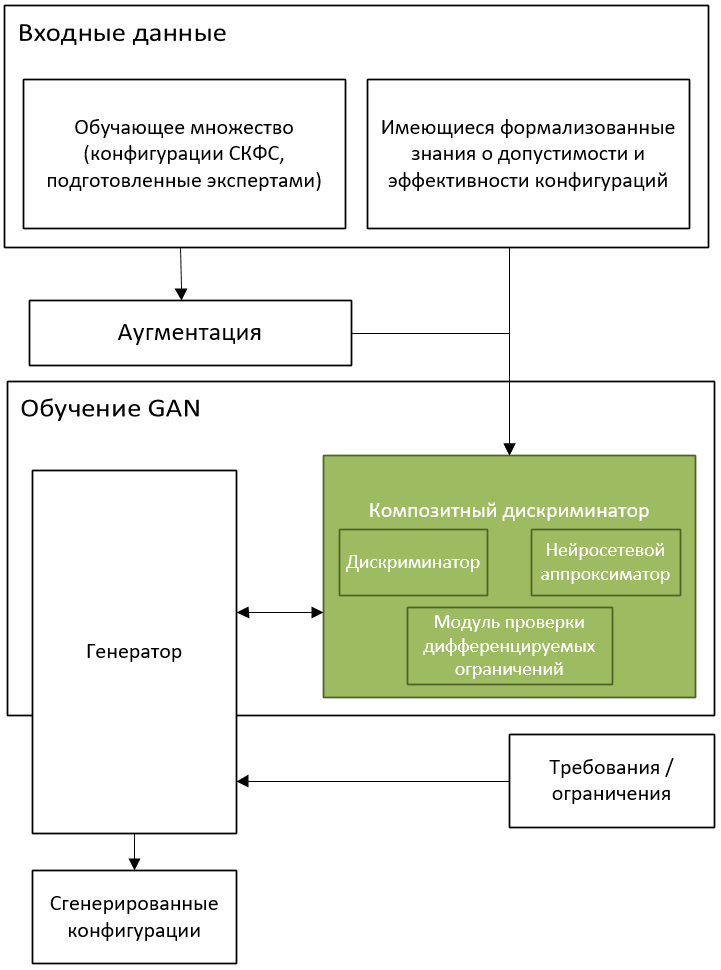 Входные данные
Обучающее множество
(конфигурации СКФС,
подготовленные экспертами)
Имеющиеся формализованные
знания о допустимости и
эффективности конфигураций
Аугментация
Обучение GAN
Композитный дискриминатор
Дискриминатор
Нейросетевой
аппроксиматор
Модуль проверки
дифференцируемых
ограничений
Генератор
Требования /
ограничения
Сгенерированные
конфигурации